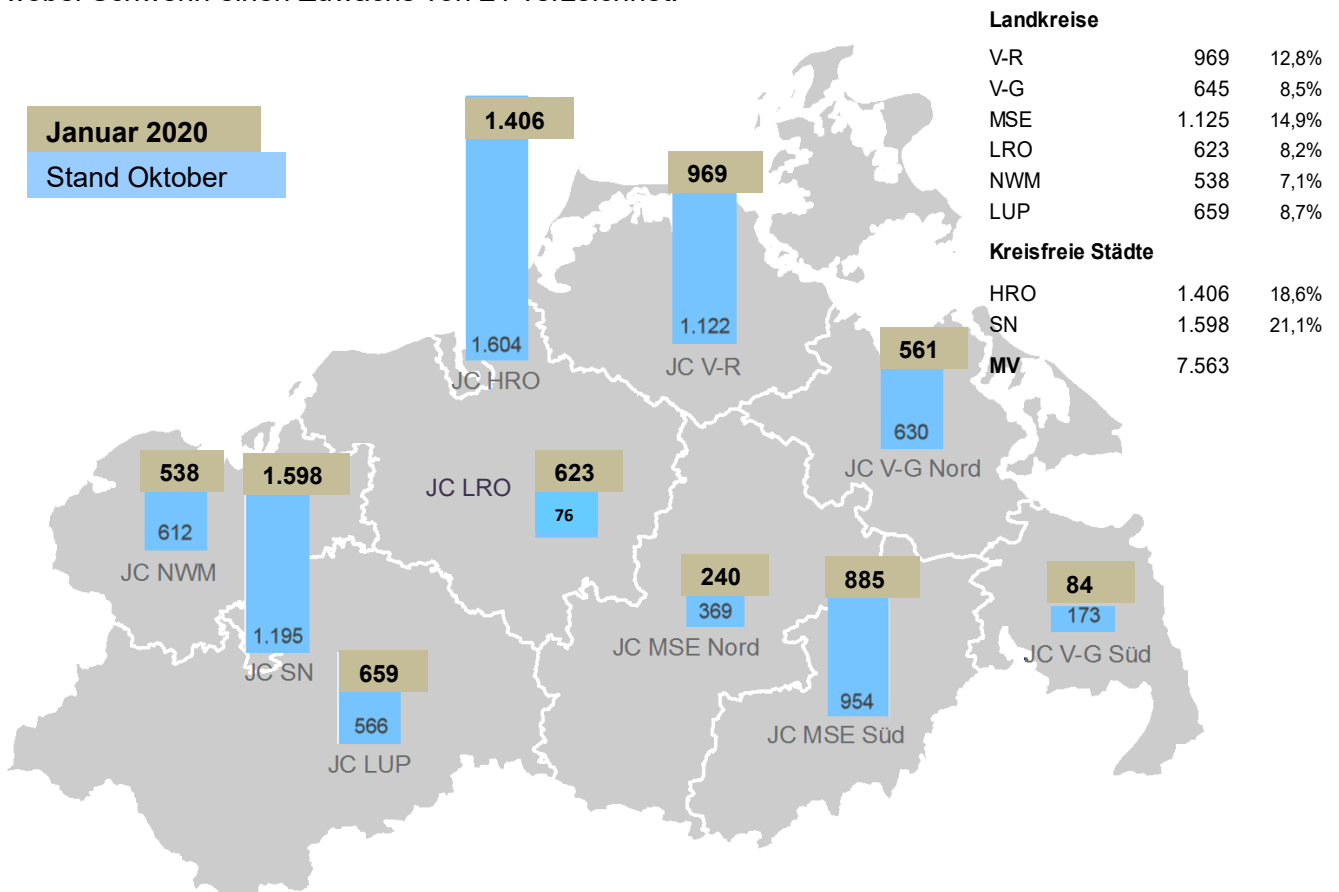 Landkreise
V-R 969 12,8%
V-G 645 8,5%
MSE 1.125 14,9%
LRO 623 8,2%
NWM 538 7,1%
LUP 659 8,7%
Kreisfreie Städte
HRO 1.406 18,6%
SN 1.598 21,1%
MV 7.563
Januar 2020
Stand Oktober
1.406
1.604
JC HRO
969
1.122
JC V-R
561
630
JC V-G Nord
538
612
JC NWM
1.598
1.195
JC SN
JC LRO
623
76
240
369
JC MSE Nord
885
954
JC MSE Süd
84
173
JC V-G Süd
659
566
JC LUP